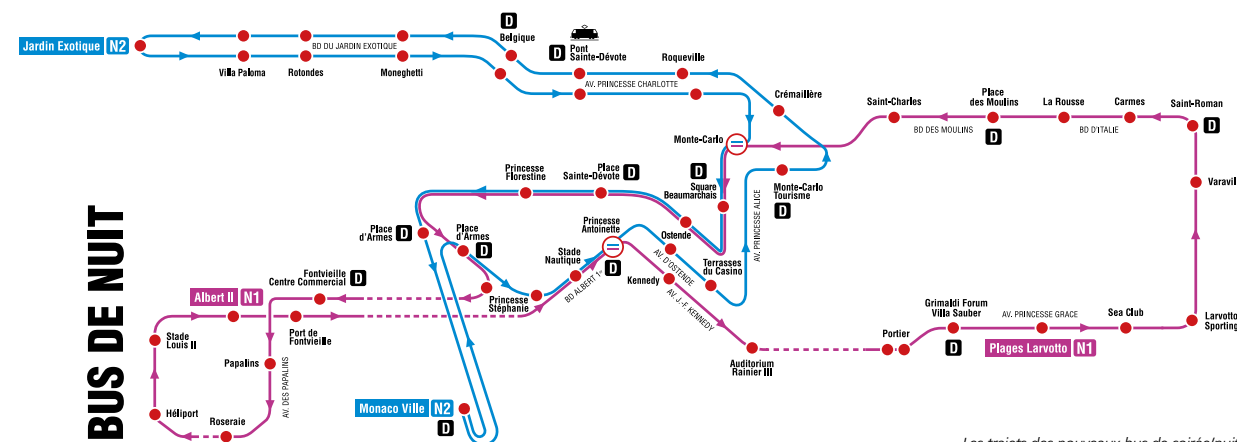 D
Belgique
Jardin Exotique N2
BD DU JARDIN EXOTIQUE
Villa Paloma
Rotondes
Moneghetti
D Pont
Sainte-Dévote
Roqueville
AV. PRINCESSE CHARLOTTE
Crémaillère
Saint-Charles
Place
des Moulins
D
La Rousse
Carmes
Saint-Roman
D
BD DES MOULINS
BD D'ITALIE
Monte-Carlo
Varavil
D
Square
Beaumarchais
Monte-Carlo
Tourisme
D
AV. PRINCESSE ALICE
Princesse
Florestine
Place
Sainte-Dévote D
Place
d'Armes D
Place
d'Armes
D
Princesse
Antoinette
D
Ostende
AV. D'OSTENDE
Terrasses
du Casino
Stade
Nautique
BD ALBERT 1er
Princesse
Stéphanie
Kennedy
AV. J.-F. KENNEDY
Auditorium
Rainier III
Portier
Grimaldi Forum
Villa Sauber
D
AV. PRINCESSE GRACE
Plages Larvotto N1
Sea Club
Larvotto
Sporting
Fontvieille
Centre Commercial D
Albert II N1
Port de
Fontvieille
Stade
Louis II
Papalins
AV. DES PAPALINS
Héliport
Roseraie
Monaco Ville N2
D
BUS DE NUIT